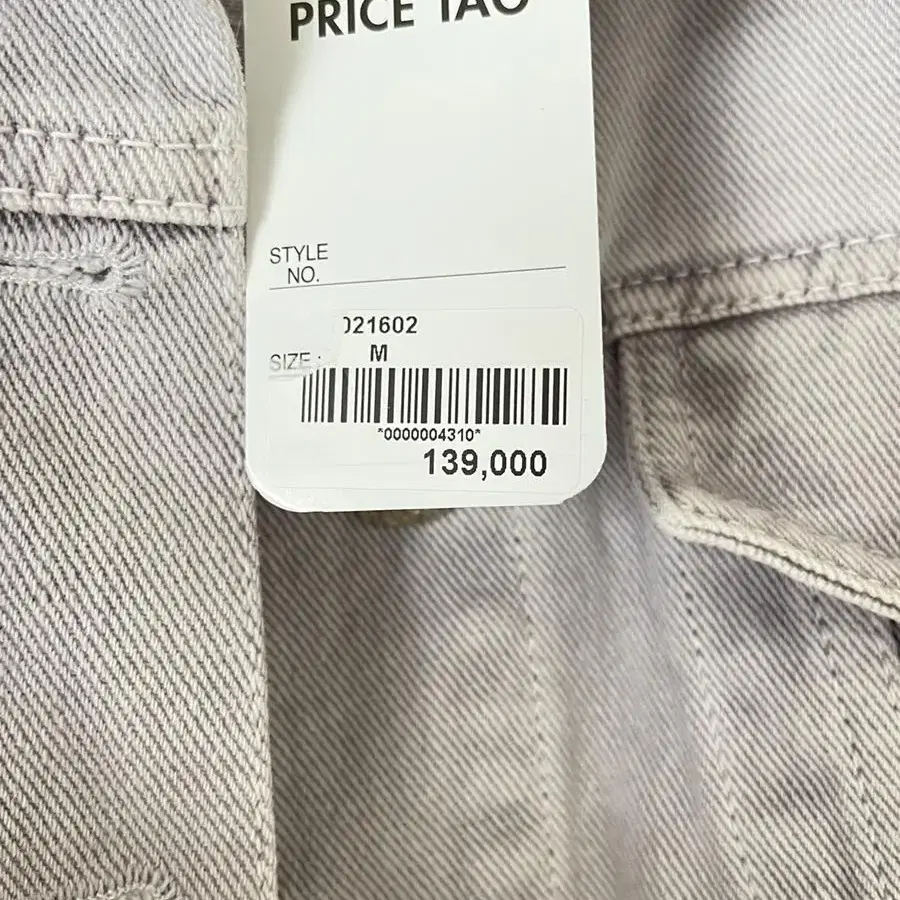 PRICE TAG
STYLE
NO.
021602
SIZE : M
*0000004310*
139,000